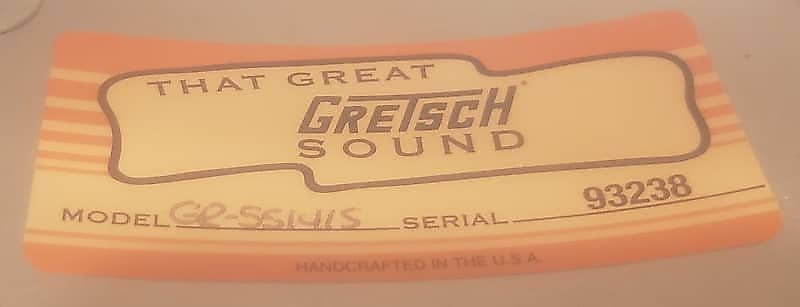 THAT GREAT
GRETSCH
SOUND
MODEL GR-SS1415 SERIAL 93238
HANDCRAFTED IN THE U.S.A.